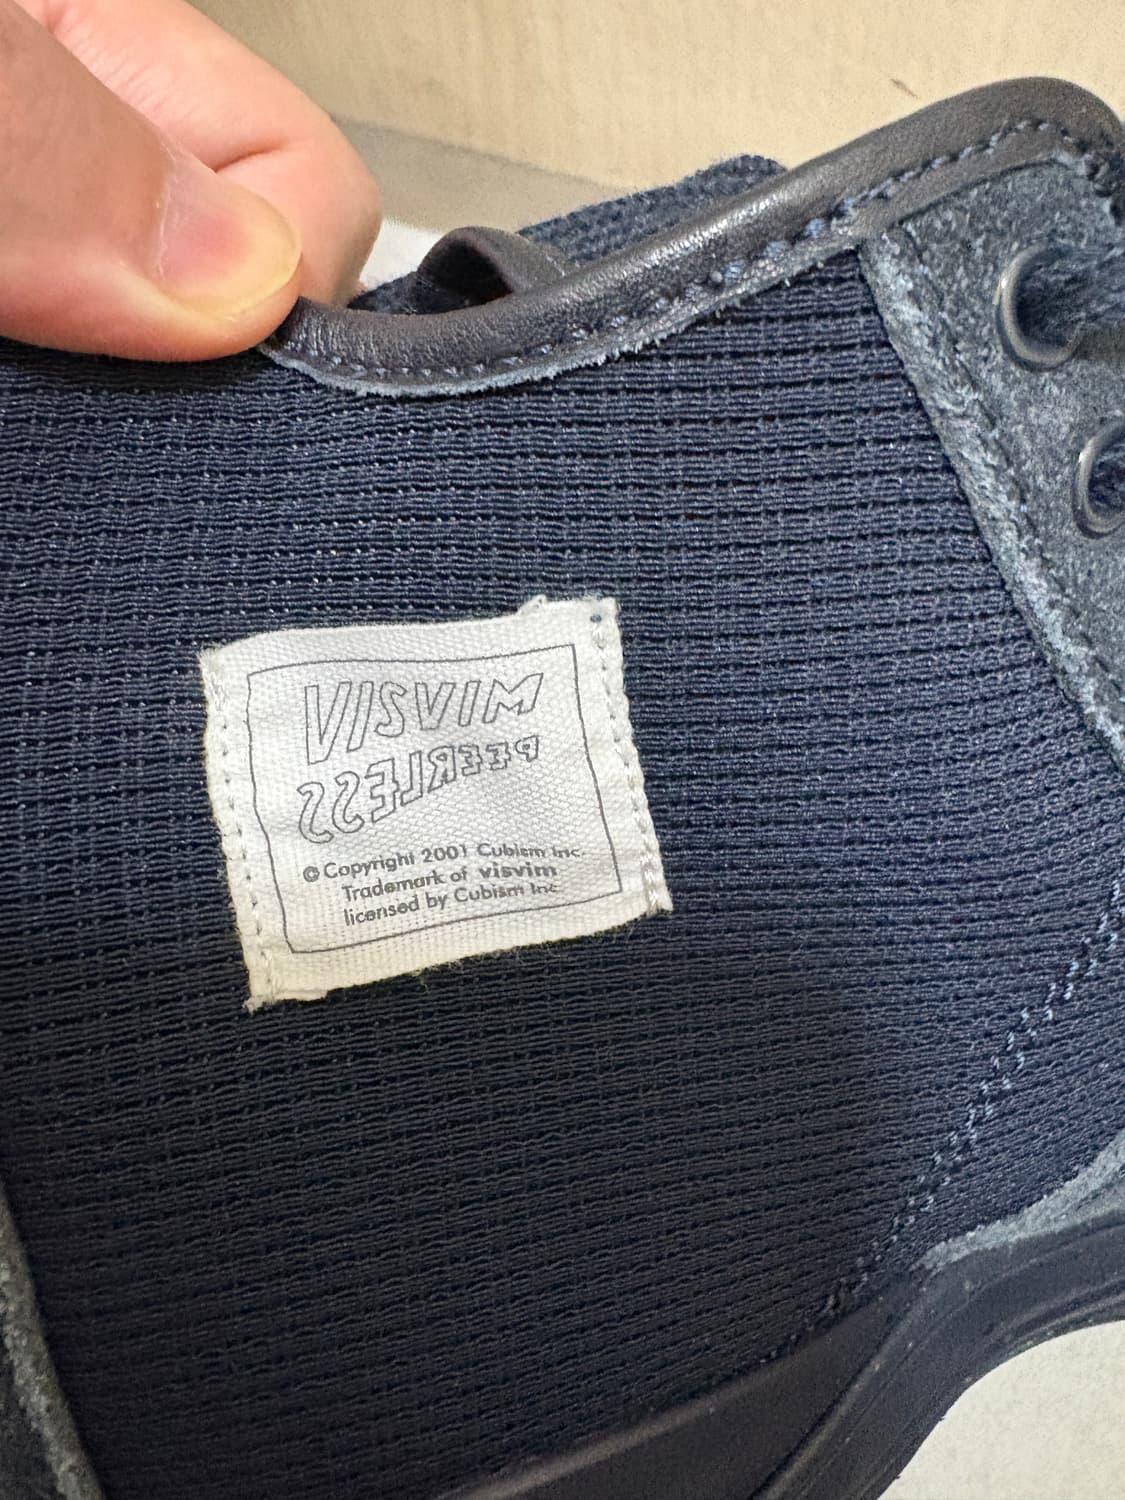 VISVIM
PEERLESS
© Copyright 2001 Cubism Inc.
Trademark of visvim
licensed by Cubism Inc